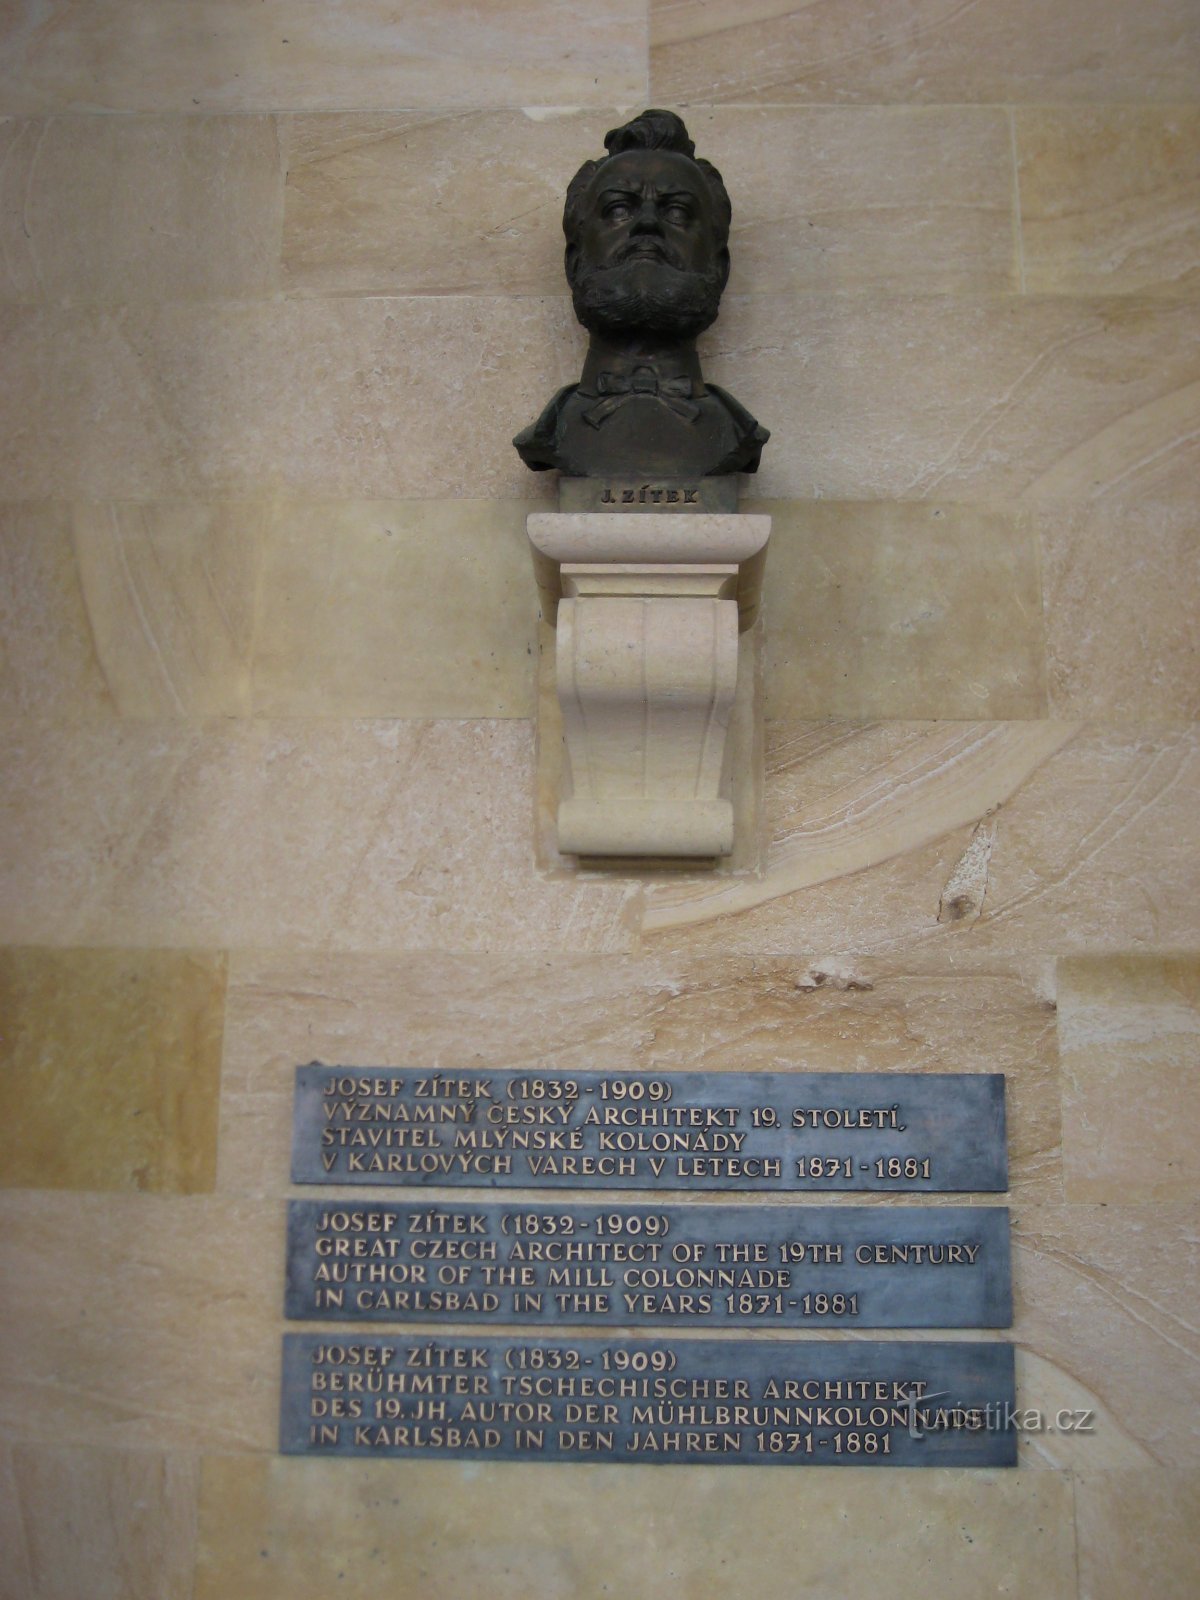 J. ZÍTEK
JOSEF ZÍTEK (1832-1909)
VÝZNAMNÝ ČESKÝ ARCHITEKT 19. STOLETÍ,
STAVITEL MLÝNSKÉ KOLONÁDY
V KARLOVÝCH VARECH V LETECH 1871-1881
JOSEF ZÍTEK (1832-1909)
GREAT CZECH ARCHITECT OF THE 19TH CENTURY
AUTHOR OF THE MILL COLONNADE
IN CARLSBAD IN THE YEARS 1871-1881
JOSEF ZÍTEK (1832-1909)
BERÜHMTER TSCHECHISCHER ARCHITEKT
DES 19. JH, AUTOR DER MÜHLBRUNNKOLONNADE
IN KARLSBAD IN DEN JAHREN 1871-1881
Turistika.cz